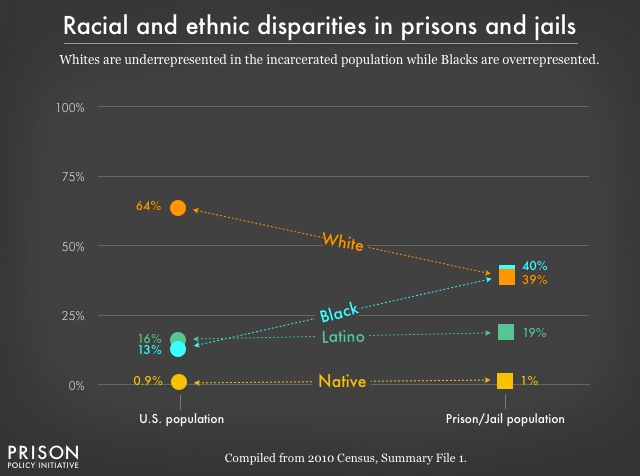 Racial and ethnic disparities in prisons and jails
Whites are underrepresented in the incarcerated population while Blacks are overrepresented.
100%
75%
64%
50%
White
40%
39%
25%
Black
16%
Latino
19%
13%
0.9%
Native
1%
0%
U.S. population
Prison/Jail population
PRISON
POLICY INITIATIVE
Compiled from 2010 Census, Summary File 1.